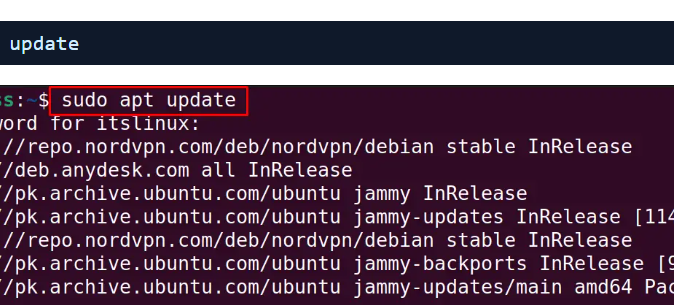 update
s:~$ sudo apt update
word for itslinux:
//repo.nordvpn.com/deb/nordvpn/debian stable InRelease
//deb.anydesk.com all InRelease
//pk.archive.ubuntu.com/ubuntu jammy InRelease
//pk.archive.ubuntu.com/ubuntu jammy-updates InRelease [114
//repo.nordvpn.com/deb/nordvpn/debian stable InRelease
//pk.archive.ubuntu.com/ubuntu jammy-backports InRelease [9
//pk.archive.ubuntu.com/ubuntu jammy-updates/main amd64 Pac